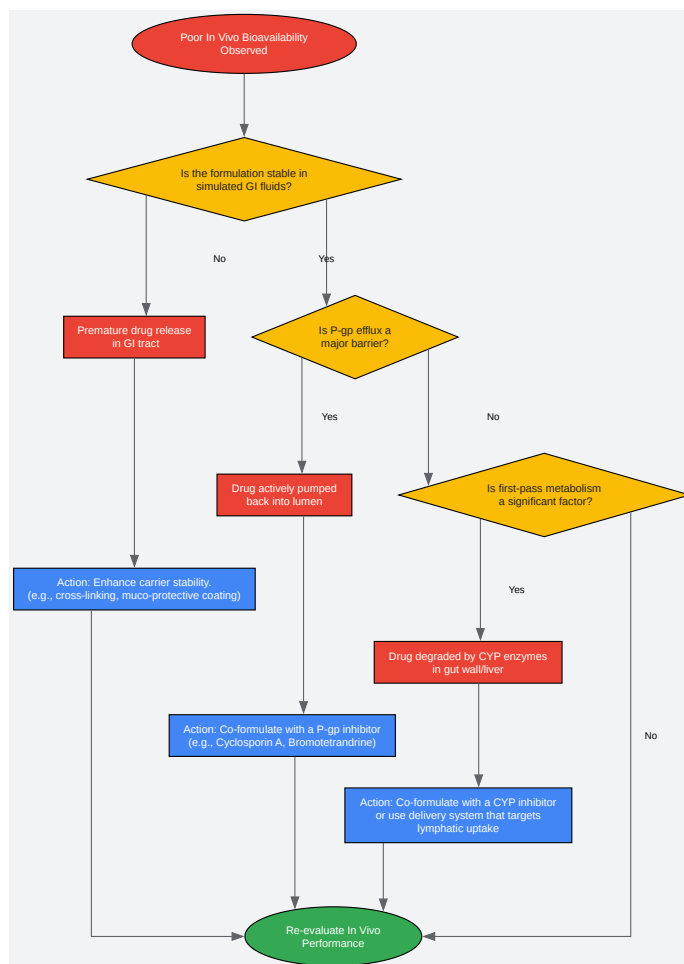 Poor In Vivo Bioavailability
Observed
Is the formulation stable in
simulated GI fluids?
No
Yes
Premature drug release
in GI tract
Is P-gp efflux a
major barrier?
Yes
No
Drug actively pumped
back into lumen
Is first-pass metabolism
a significant factor?
Action: Enhance carrier stability.
(e.g., cross-linking, muco-protective coating)
Yes
Drug degraded by CYP enzymes
in gut wall/liver
Action: Co-formulate with a P-gp inhibitor
(e.g., Cyclosporin A, Bromotetrandrine)
No
Action: Co-formulate with a CYP inhibitor
or use delivery system that targets
lymphatic uptake
Re-evaluate In Vivo
Performance